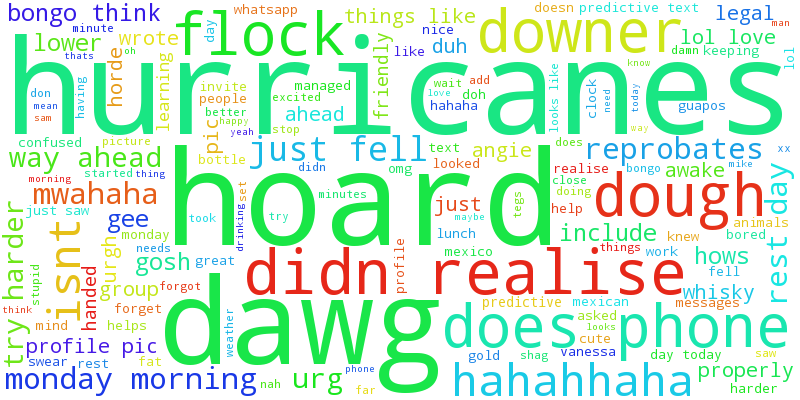 bongo think
whatsapp
things like
doesn
predictive text
legal
man
minute
flock
downer
lower
wrote
day
friendly
like
nice
duh
lol love
damn
keeping
oh
thats
hurricanes
horde
learning
invite
managed
people
excited
better
happy
ahead
stop
yeah
wait
add
doh
hahaha
know
looks like
clock
need
today
guapos
love
way
lol
don
mean
sam
having
confused
picture
pic
just fell
text
angie
does
reprobates
xx
way ahead
bottle
didn
omg
looked
realise
bongo
mike
morning
started
thing
hoard
close
awake
mwahaha
set
minutes
just
tegs
doing
help
dough
rest day
just saw
took
drinking
try
maybe
animals
gee
monday
lunch
include
knew
bored
try harder
isnt
urgh
needs
gosh
great
didn realise
profile
mexico
things
work
hows
fell
stupid
handed
group
forgot
dawg
predictive
mexican
messages
whisky
think
mind
helps
forget
weather
does
asked
looks
phone
profile pic
cute
saw
swear
rest
fat
gold
shag
vanessa
day today
properly
monday morning
urg
nah
phone
far
hahahhaha
harder